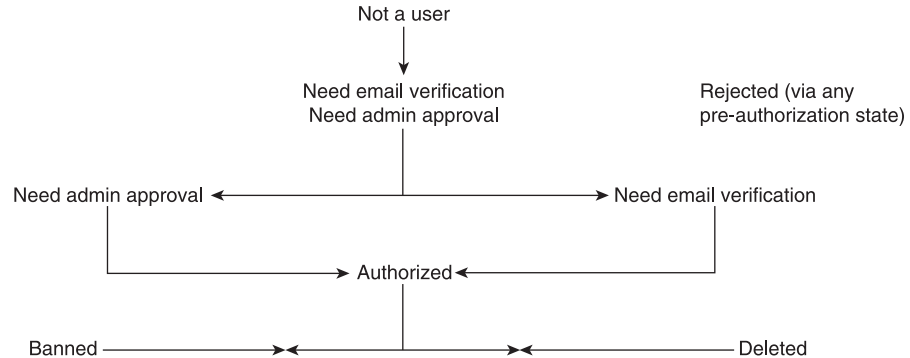 Not a user
Need email verification
Need admin approval
Rejected (via any
pre-authorization state)
Need admin approval
Need email verification
Authorized
Banned
Deleted